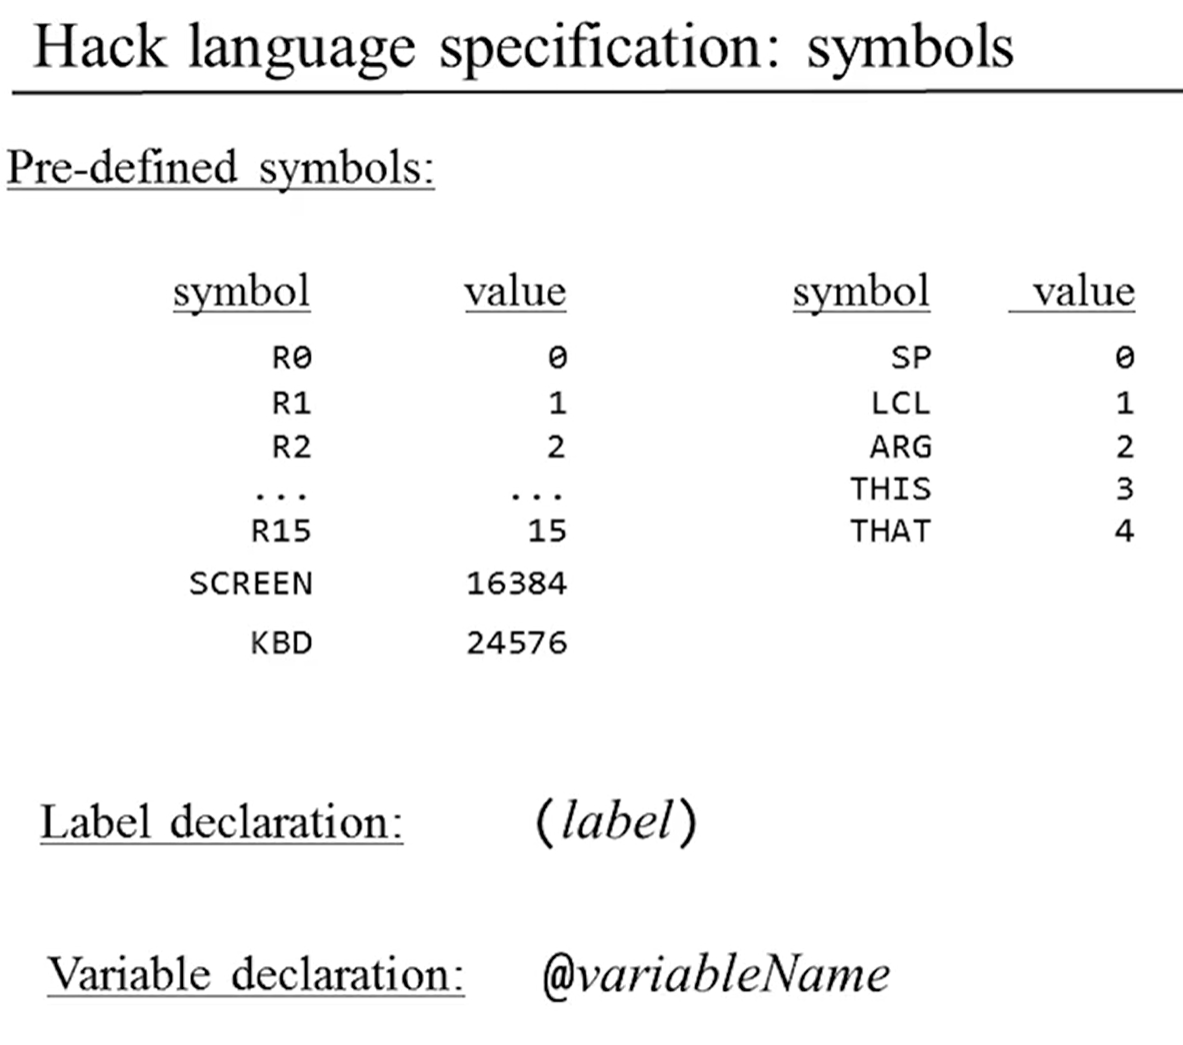 Hack language specification: symbols
Pre-defined symbols:
symbol value symbol value
R0 0 SP 0
R1 1 LCL 1
R2 2 ARG 2
... ... THIS 3
R15 15 THAT 4
SCREEN 16384
KBD 24576
Label declaration: (label)
Variable declaration: @variableName